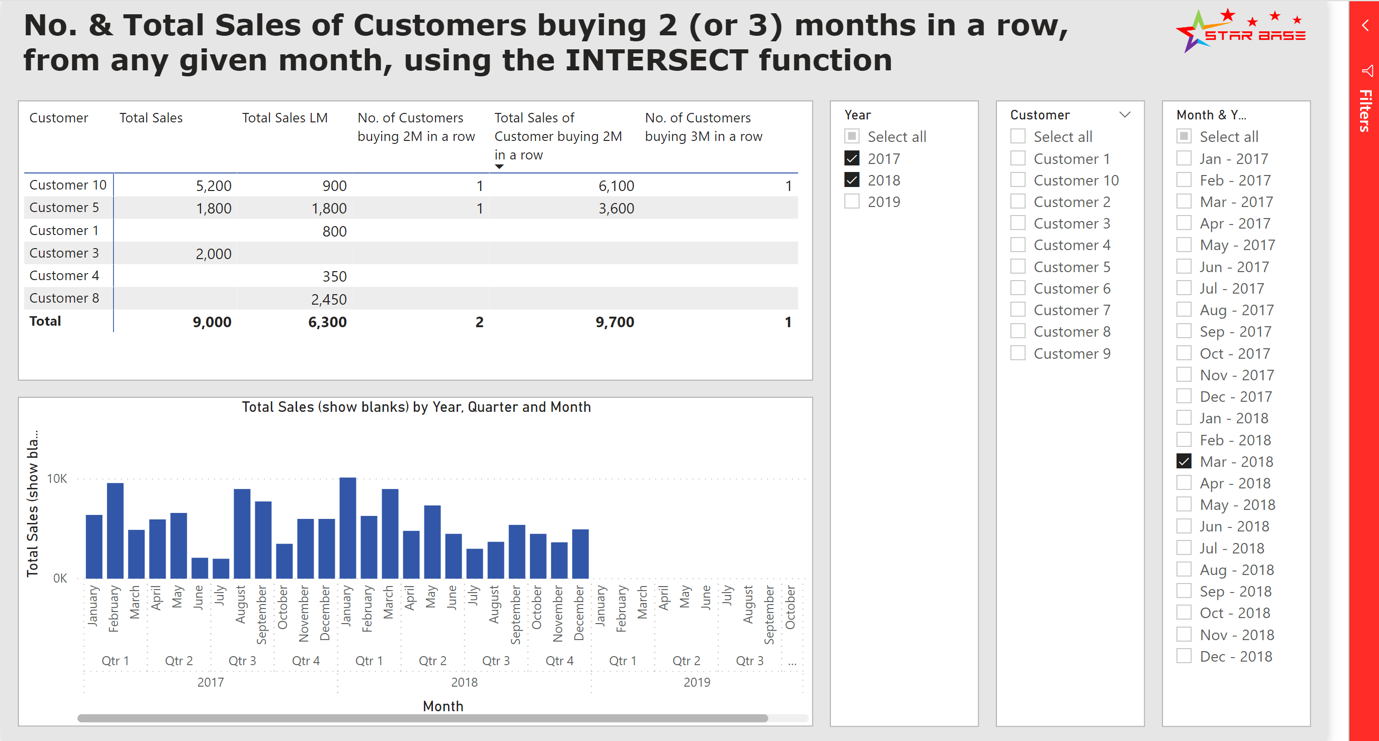 No. & Total Sales of Customers buying 2 (or 3) months in a row,
from any given month, using the INTERSECT function
STAR BASE
Filters
Customer Total Sales Total Sales LM No. of Customers buying 2M in a row Total Sales of Customer buying 2M in a row No. of Customers buying 3M in a row
Customer 10 5,200 900 1 6,100 1
Customer 5 1,800 1,800 1 3,600
Customer 1 800
Customer 3 2,000
Customer 4 350
Customer 8 2,450
Total 9,000 6,300 2 9,700 1
Year
Select all
2017
2018
2019
Customer
Select all
Customer 1
Customer 10
Customer 2
Customer 3
Customer 4
Customer 5
Customer 6
Customer 7
Customer 8
Customer 9
Month & Y...
Select all
Jan - 2017
Feb - 2017
Mar - 2017
Apr - 2017
May - 2017
Jun - 2017
Jul - 2017
Aug - 2017
Sep - 2017
Oct - 2017
Nov - 2017
Dec - 2017
Jan - 2018
Feb - 2018
Mar - 2018
Apr - 2018
May - 2018
Jun - 2018
Jul - 2018
Aug - 2018
Sep - 2018
Oct - 2018
Nov - 2018
Dec - 2018
Total Sales (show blanks) by Year, Quarter and Month
Total Sales (show bla...
10K
0K
January February March April May June July August September October November December January February March April May June July August September October November December January February March April May June July August September October
Qtr 1 Qtr 2 Qtr 3 Qtr 4 Qtr 1 Qtr 2 Qtr 3 Qtr 4 Qtr 1 Qtr 2 Qtr 3 ...
2017 2018 2019
Month